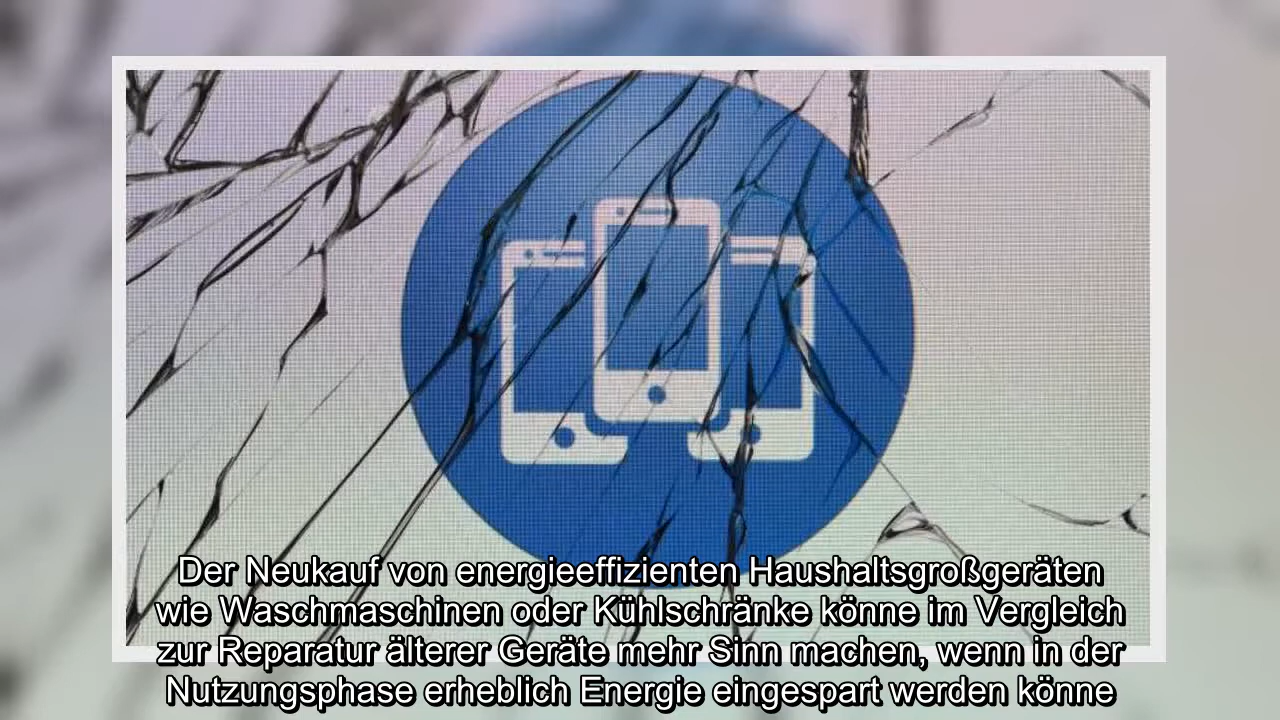 Der Neukauf von energieeffizienten Haushaltsgroßgeräten
wie Waschmaschinen oder Kühlschränke könne im Vergleich
zur Reparatur älterer Geräte mehr Sinn machen, wenn in der
Nutzungsphase erheblich Energie eingespart werden könne